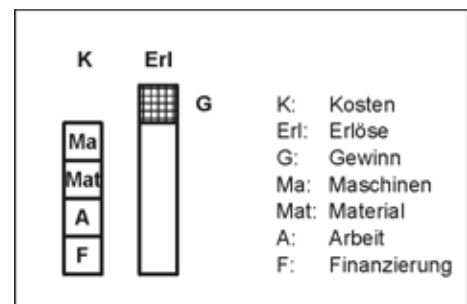 K Erl
G
Ma
Mat
A
F
K: Kosten
Erl: Erlöse
G: Gewinn
Ma: Maschinen
Mat: Material
A: Arbeit
F: Finanzierung